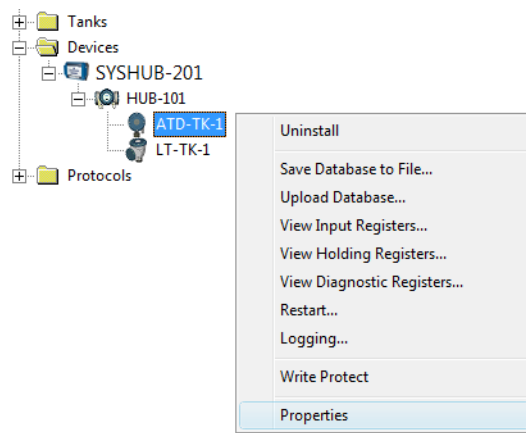 Tanks
Devices
SYSHUB-201
HUB-101
ATD-TK-1
LT-TK-1
Protocols
Uninstall
Save Database to File...
Upload Database...
View Input Registers...
View Holding Registers...
View Diagnostic Registers...
Restart...
Logging...
Write Protect
Properties